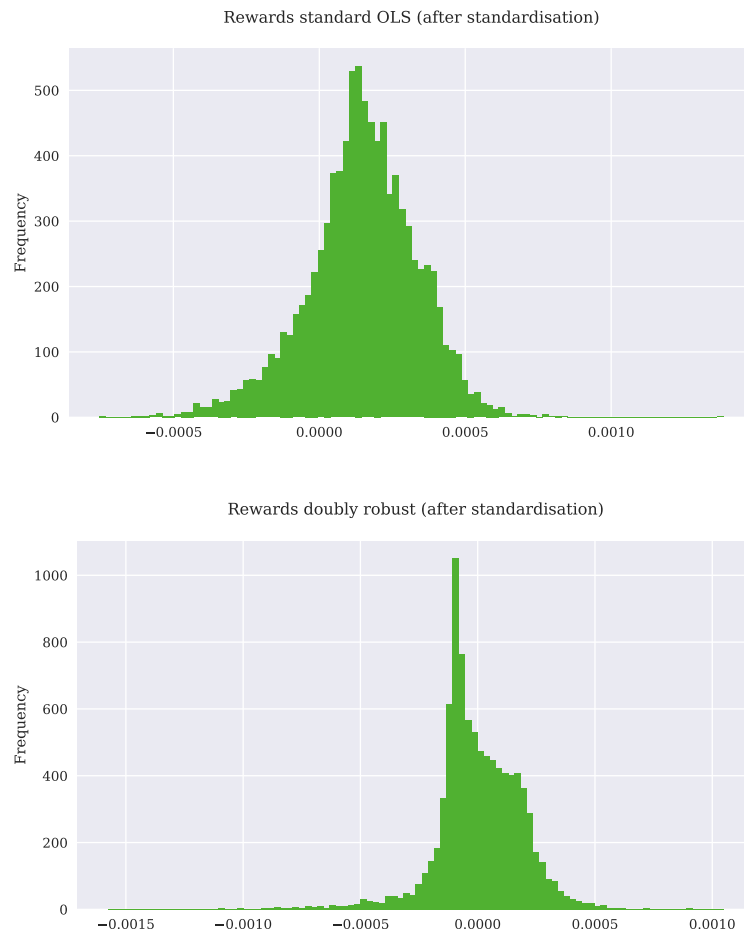 Rewards standard OLS (after standardisation)
Frequency
500
400
300
200
100
0
−0.0005 0.0000 0.0005 0.0010
Rewards doubly robust (after standardisation)
Frequency
1000
800
600
400
200
0
−0.0015 −0.0010 −0.0005 0.0000 0.0005 0.0010